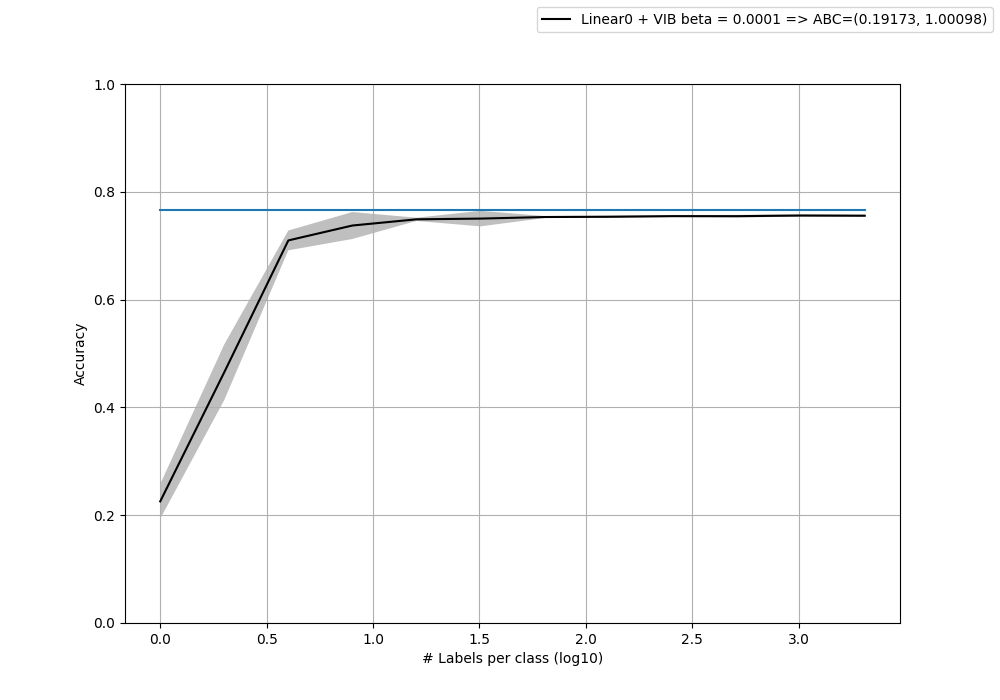 Linear0 + VIB beta = 0.0001 => ABC=(0.19173, 1.00098)
1.0
0.8
0.6
0.4
0.2
0.0
Accuracy
0.0 0.5 1.0 1.5 2.0 2.5 3.0
# Labels per class (log10)